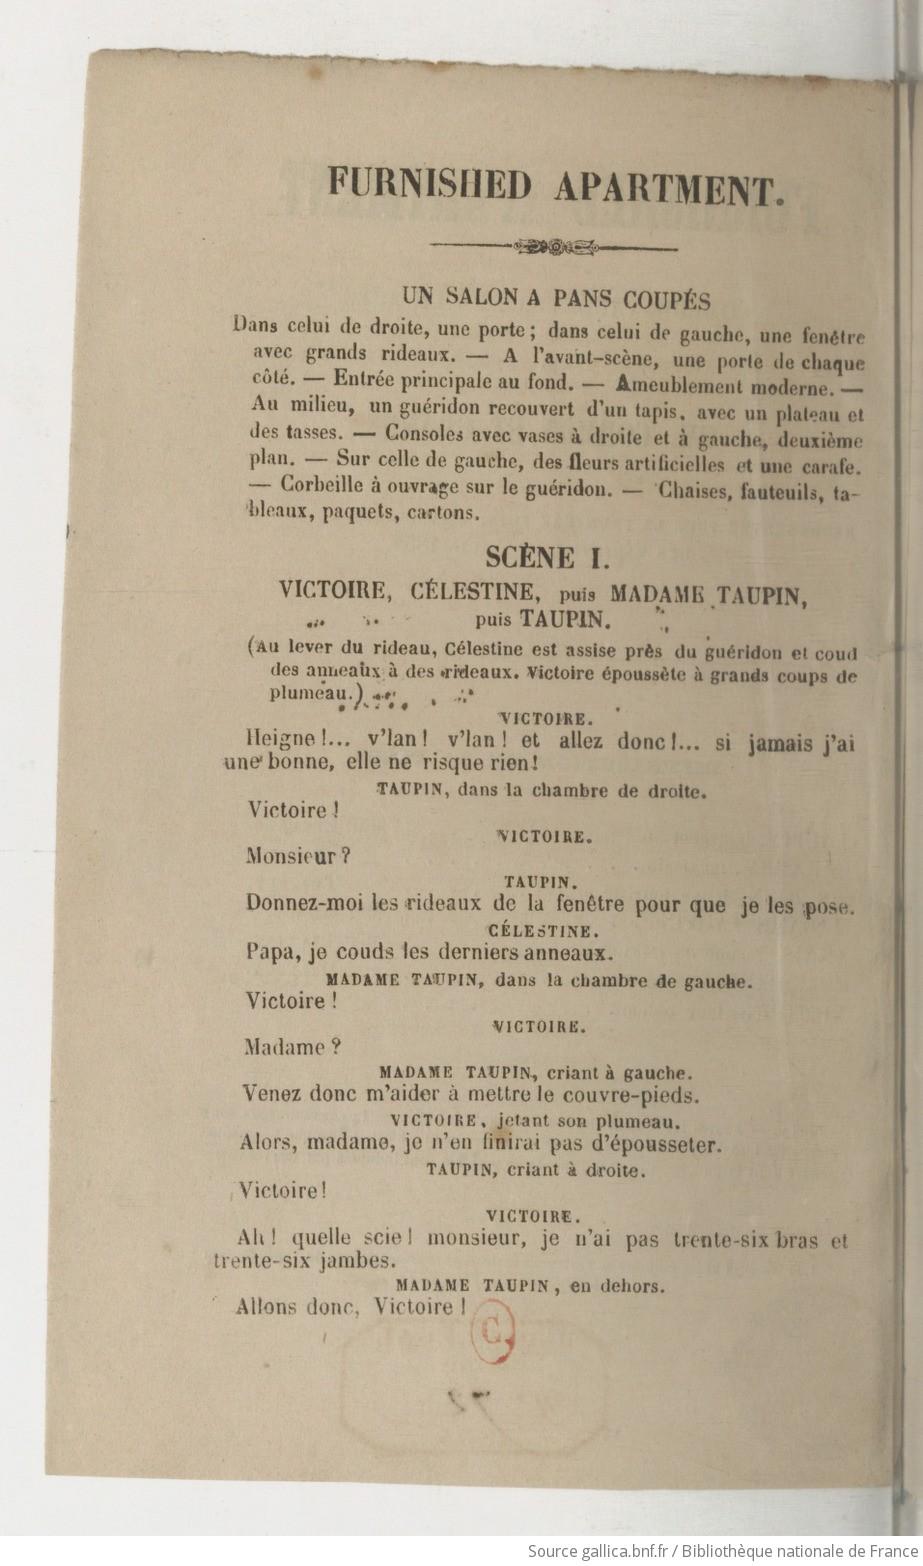 FURNISHED APARTMENT.
UN SALON A PANS COUPÉS
Dans celui de droite, une porte; dans celui de gauche, une fenêtre
avec grands rideaux. — A l'avant-scène, une porte de chaque
côté. — Entrée principale au fond. — Ameublement moderne. —
Au milieu, un guéridon recouvert d'un tapis, avec un plateau et
des tasses. — Consoles avec vases à droite et à gauche, deuxième
plan. — Sur celle de gauche, des fleurs artificielles et une carafe.
— Corbeille à ouvrage sur le guéridon. — Chaises, fauteuils, ta-
bleaux, paquets, cartons.
SCÈNE I.
VICTOIRE, CÉLESTINE, puis MADAME TAUPIN,
puis TAUPIN.
(Au lever du rideau, Célestine est assise près du guéridon et coud
des anneaux à des rideaux. Victoire époussète à grands coups de
plumeau.)
VICTOIRE.
Heigne!... v'lan! v'lan! et allez donc!... si jamais j'ai
une bonne, elle ne risque rien!
TAUPIN, dans la chambre de droite.
Victoire!
VICTOIRE.
Monsieur?
TAUPIN.
Donnez-moi les rideaux de la fenêtre pour que je les pose.
CÉLESTINE.
Papa, je couds les derniers anneaux.
MADAME TAUPIN, dans la chambre de gauche.
Victoire!
VICTOIRE.
Madame?
MADAME TAUPIN, criant à gauche.
Venez donc m'aider à mettre le couvre-pieds.
VICTOIRE, jetant son plumeau.
Alors, madame, je n'en finirai pas d'épousseter.
TAUPIN, criant à droite.
Victoire!
VICTOIRE.
Ah! quelle scie! monsieur, je n'ai pas trente-six bras et
trente-six jambes.
MADAME TAUPIN, en dehors.
Allons donc, Victoire!
C
Source gallica.bnf.fr / Bibliothèque nationale de France